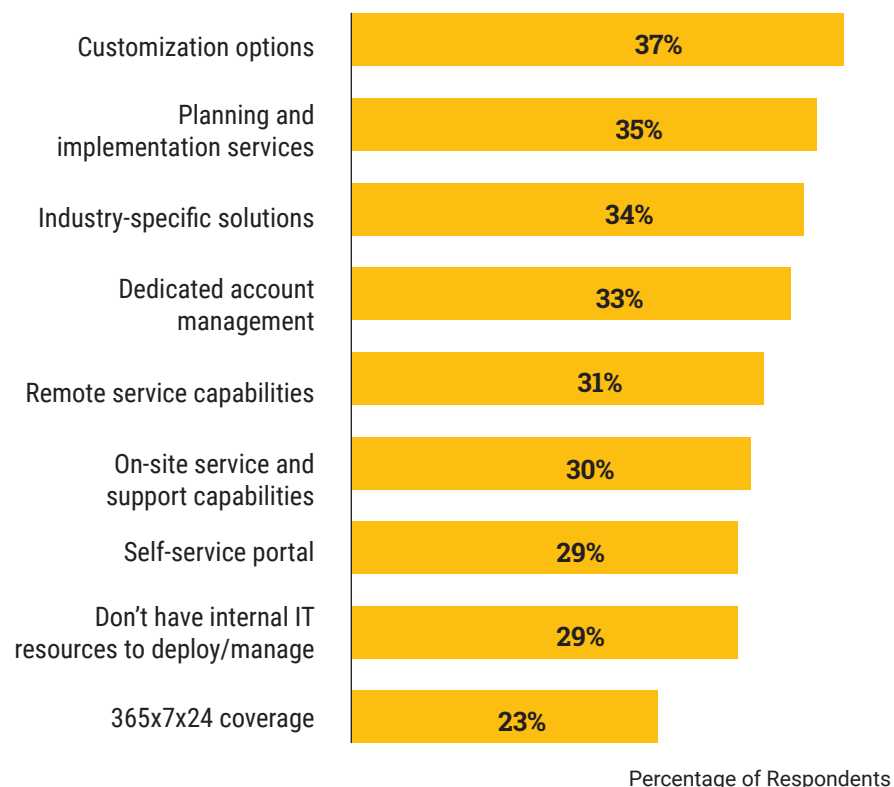 Customization options
37%
Planning and
implementation services
35%
Industry-specific solutions
34%
Dedicated account
management
33%
Remote service capabilities
31%
On-site service and
support capabilities
30%
Self-service portal
29%
Don’t have internal IT
resources to deploy/manage
29%
365x7x24 coverage
23%
Percentage of Respondents